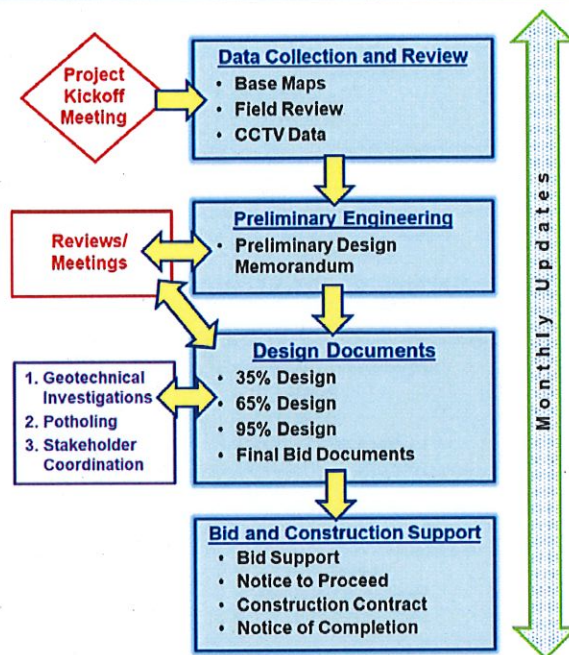 Project
Kickoff
Meeting
Data Collection and Review
• Base Maps
• Field Review
• CCTV Data
Reviews/
Meetings
Preliminary Engineering
• Preliminary Design
Memorandum
1. Geotechnical
Investigations
2. Potholing
3. Stakeholder
Coordination
Design Documents
• 35% Design
• 65% Design
• 95% Design
• Final Bid Documents
Bid and Construction Support
• Bid Support
• Notice to Proceed
• Construction Contract
• Notice of Completion
Monthly Updates